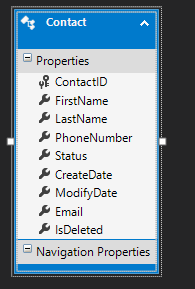 Contact
Properties
ContactID
FirstName
LastName
PhoneNumber
Status
CreateDate
ModifyDate
Email
IsDeleted
Navigation Properties